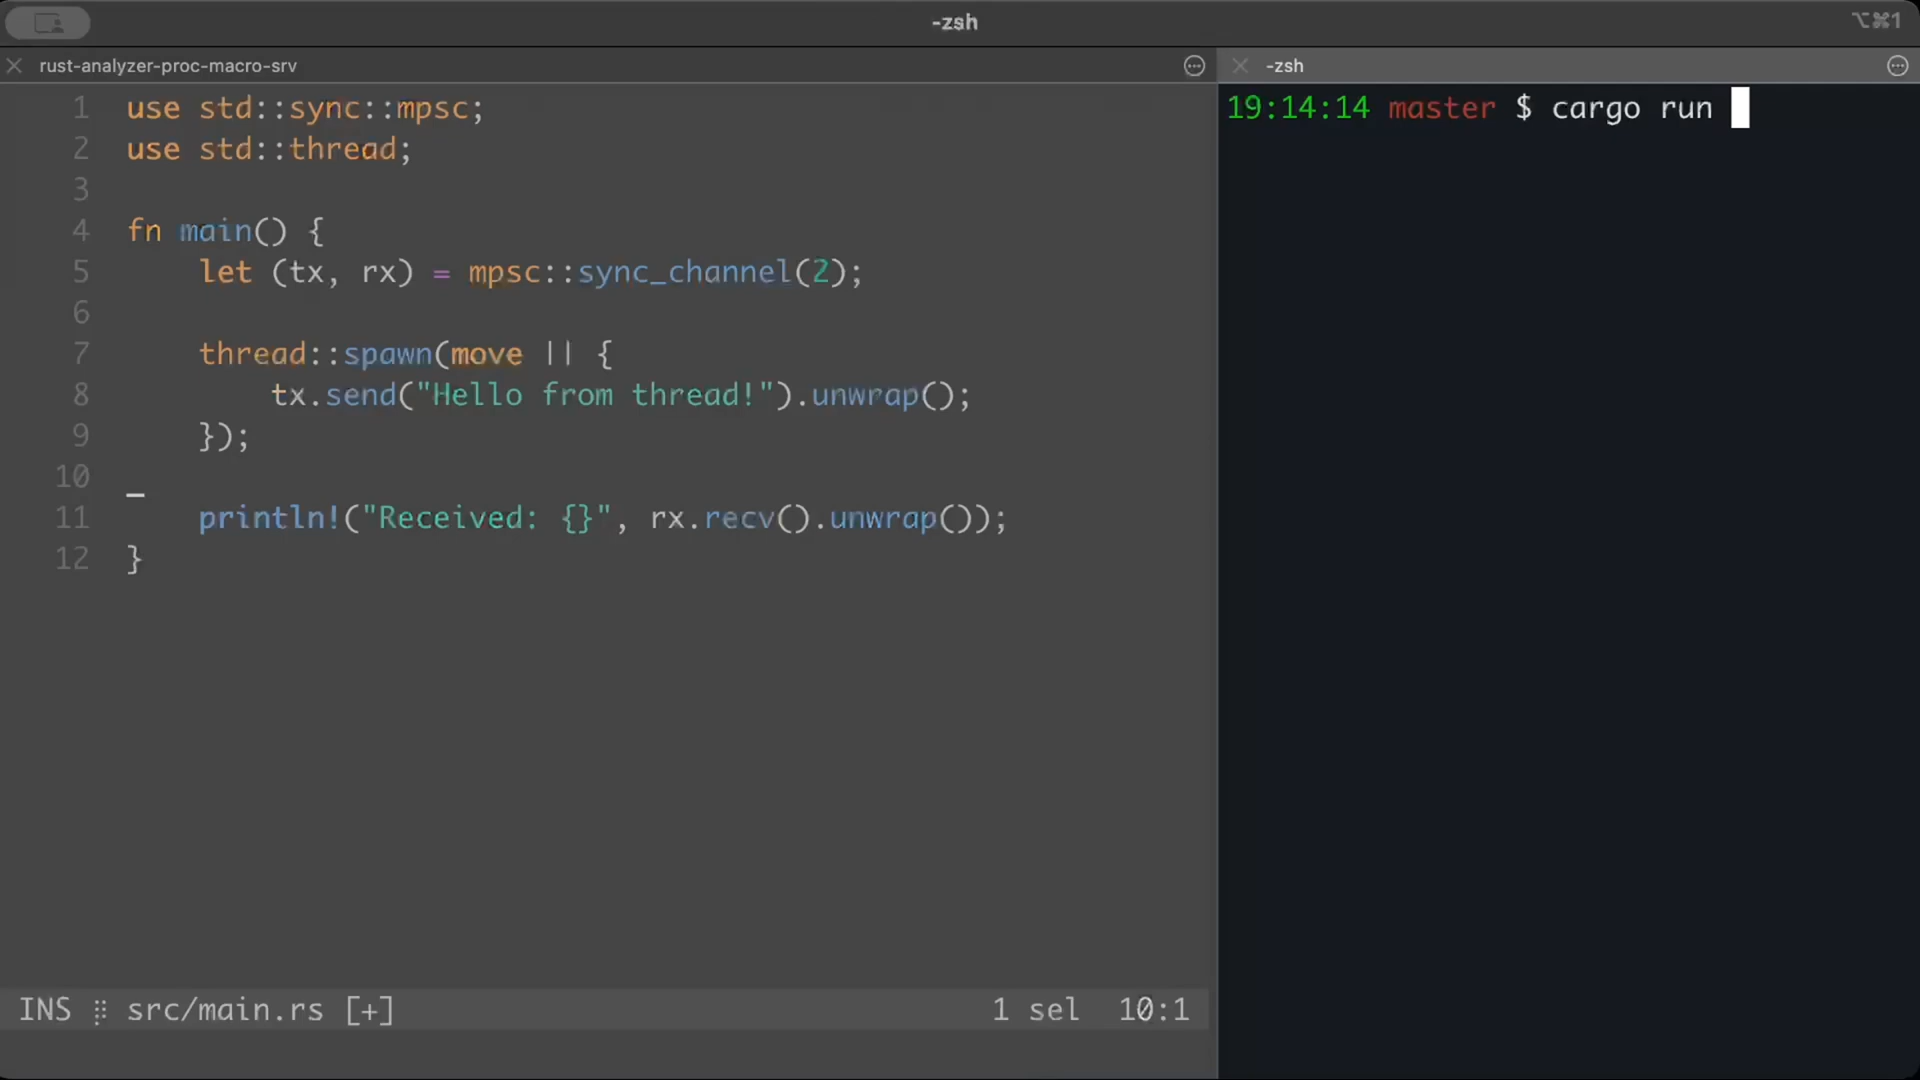 -zsh
⌥⌘1
rust-analyzer-proc-macro-srv
1 use std::sync::mpsc;
2 use std::thread;
3
4 fn main() {
5     let (tx, rx) = mpsc::sync_channel(2);
6
7     thread::spawn(move || {
8         tx.send("Hello from thread!").unwrap();
9     });
10
11     println!("Received: {}", rx.recv().unwrap());
12 }
INS ⣿ src/main.rs [+] 1 sel 10:1
-zsh
19:14:14 master $ cargo run